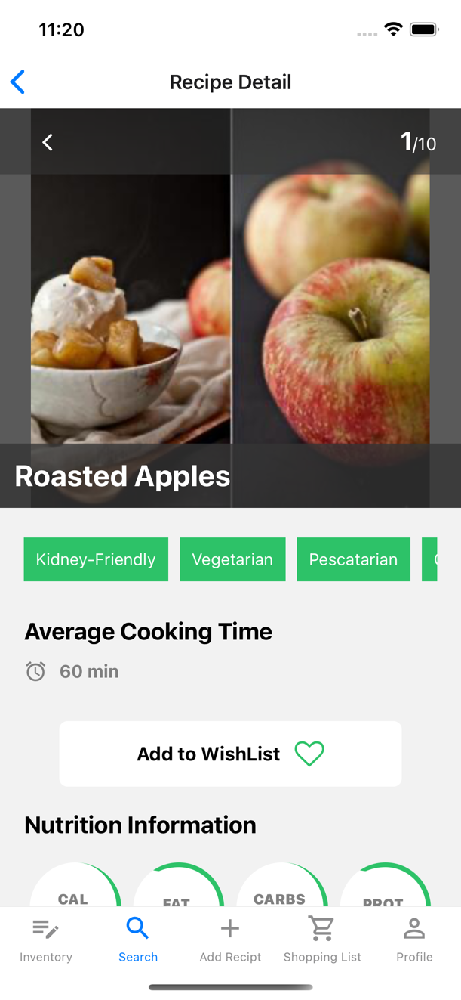 11:20
Recipe Detail
1/10
Roasted Apples
Kidney-Friendly Vegetarian Pescatarian
Average Cooking Time
60 min
Add to WishList
Nutrition Information
CAL FAT CARBS PROT
Inventory Search Add Recipt Shopping List Profile